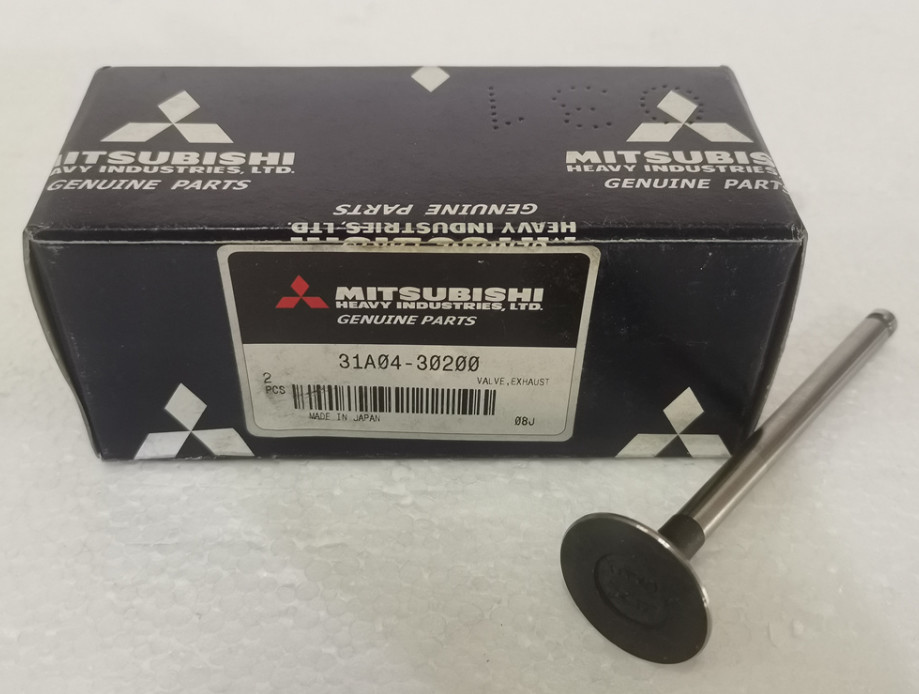 MITSUBISHI
HEAVY INDUSTRIES, LTD.
GENUINE PARTS
MITSUBIS
HEAVY INDUSTRIES, LTD.
GENUINE PARTS
GENUINE PARTS
HEAVY INDUSTRIES, LTD.
MITSUBISHI
HEAVY INDUSTRIES, LTD.
GENUINE PARTS
31A04-30200
2
PCS
VALVE,EXHAUST
MADE IN JAPAN
08J